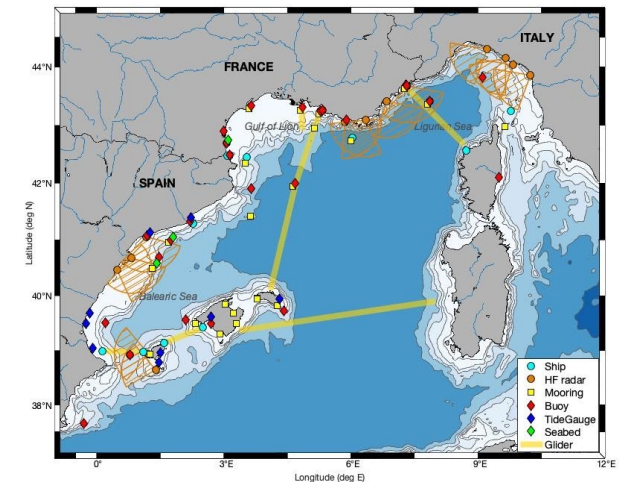 ITALY
FRANCE
44°N
Gulf of Lion
Ligurian Sea
SPAIN
42°N
Latitude (deg N)
Balearic Sea
40°N
38°N
Ship
HF radar
Mooring
Buoy
TideGauge
Seabed
Glider
0°
3°E
6°E
9°E
12°E
Longitude (deg E)